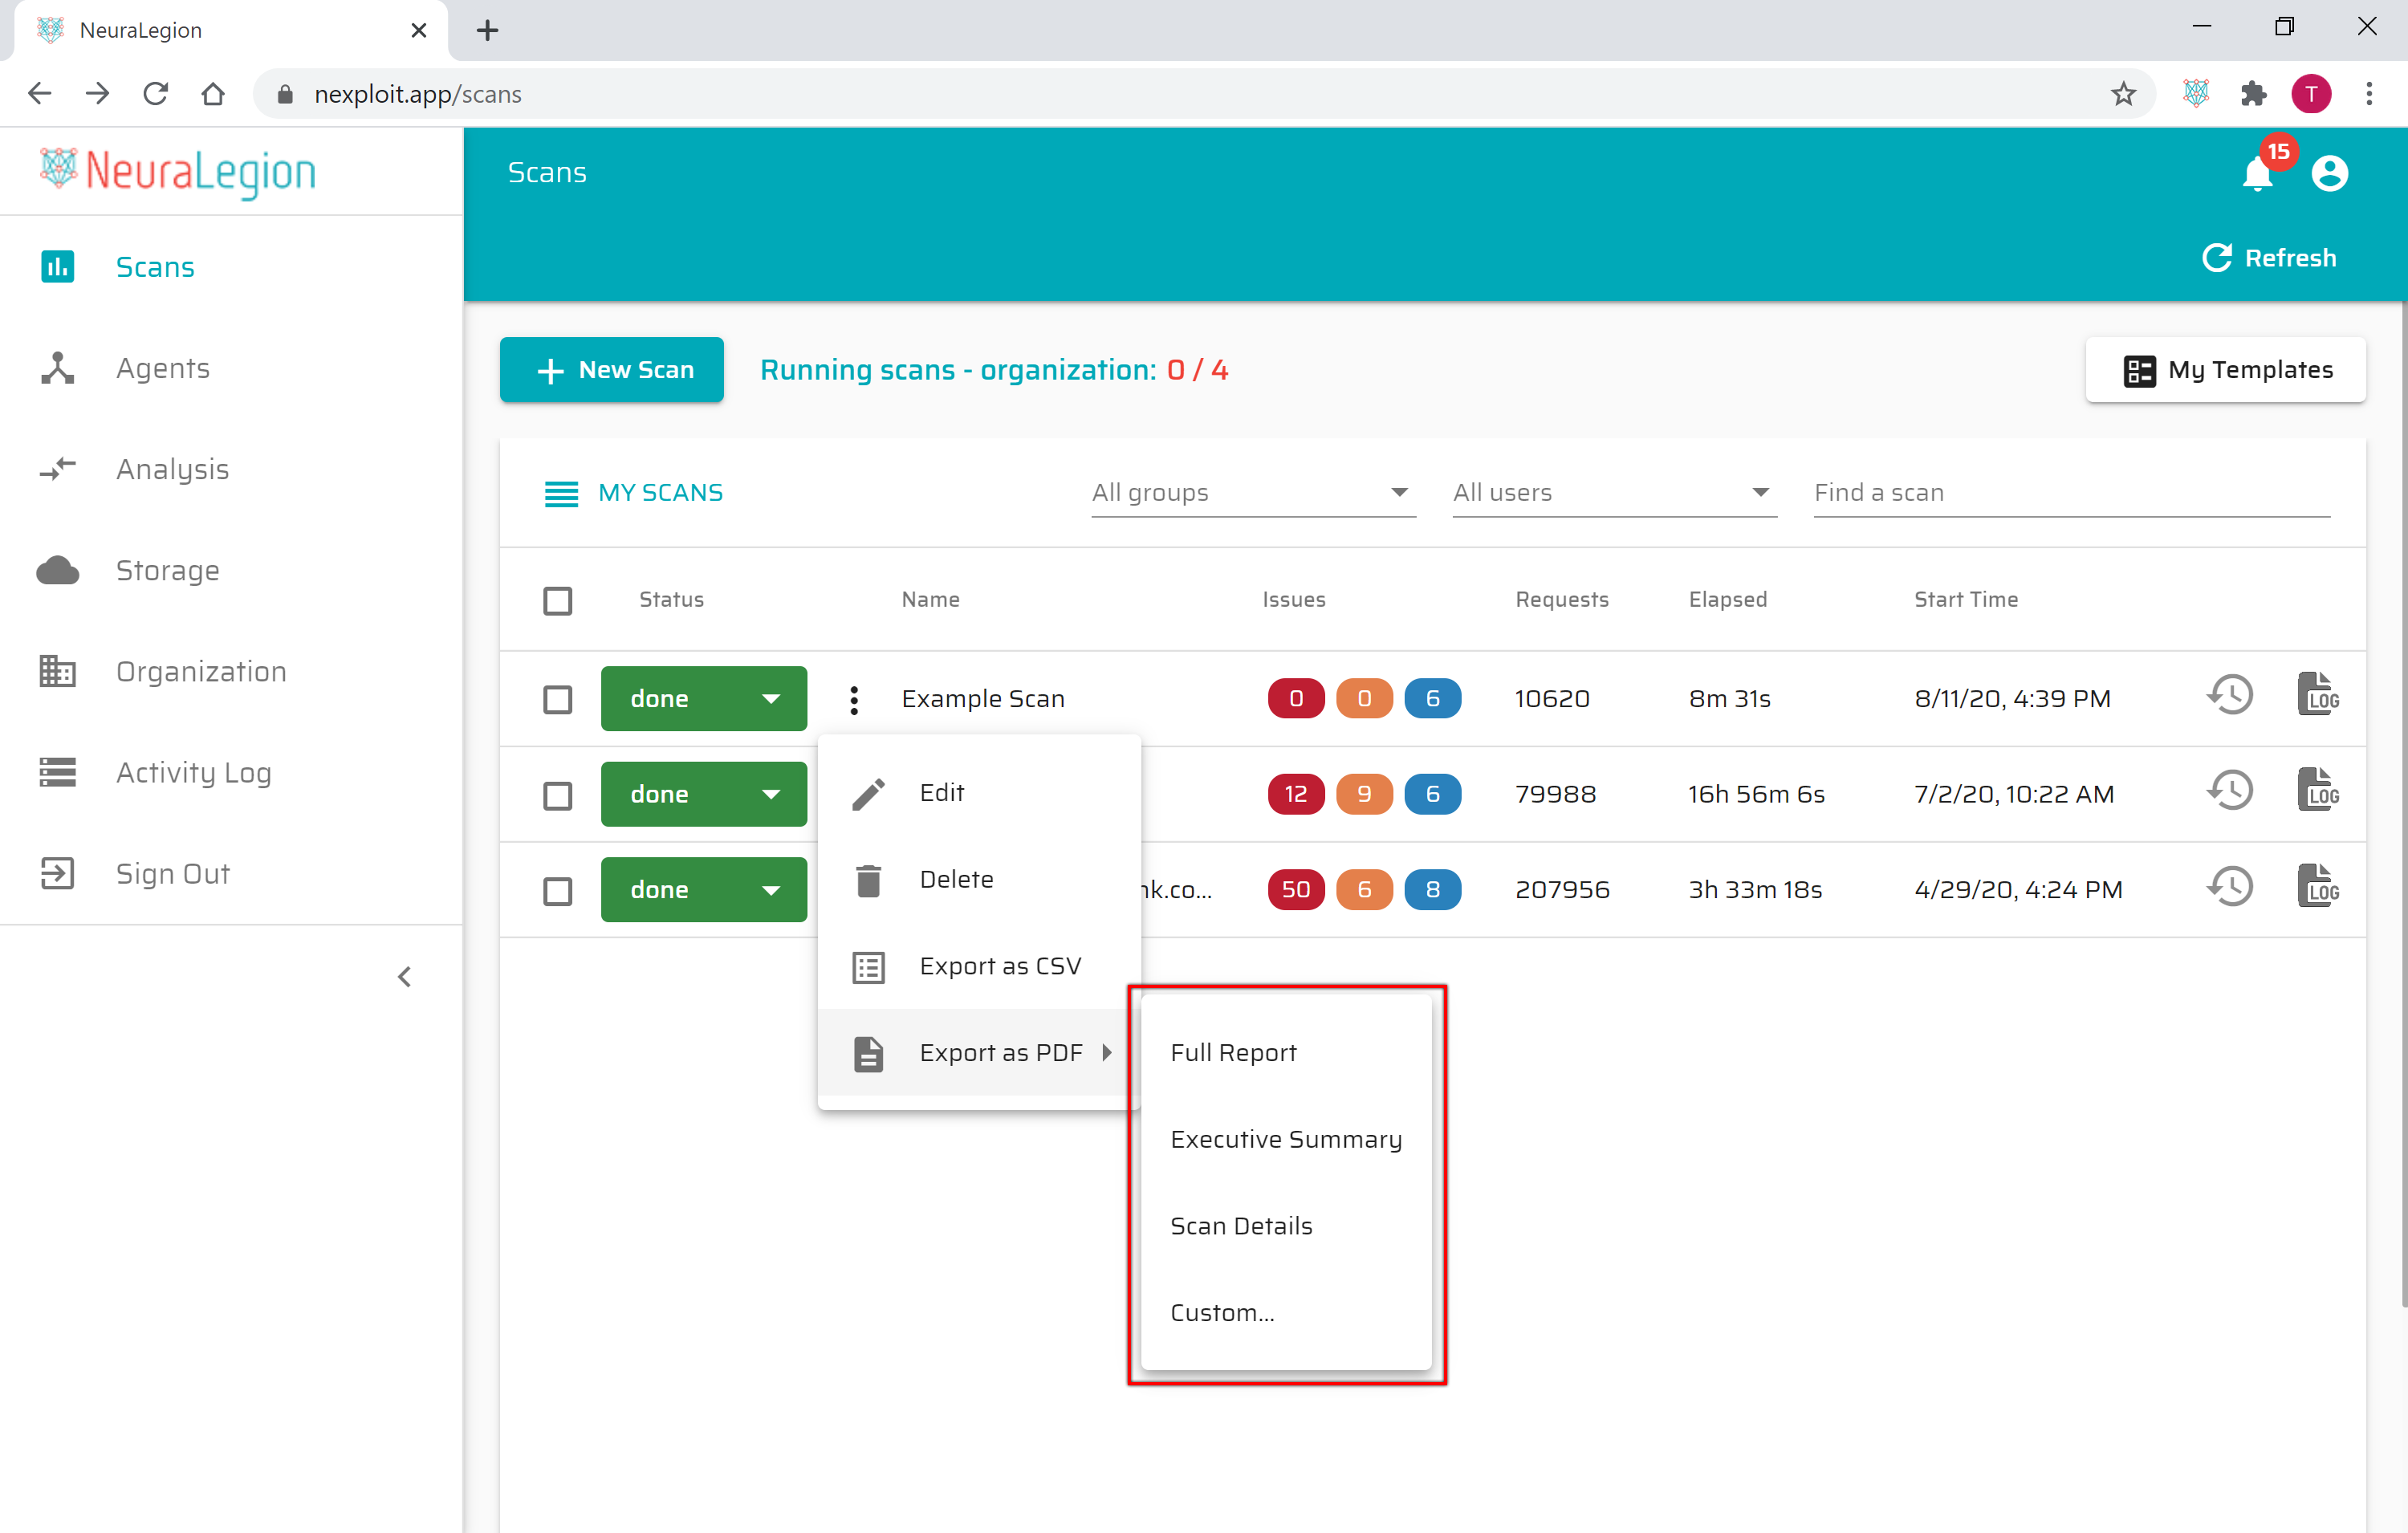 NeuraLegion
nexploit.app/scans
T
NeuraLegion
Scans
15
Refresh
Scans
Agents
Analysis
Storage
Organization
Activity Log
Sign Out
New Scan
Running scans - organization: 0 / 4
My Templates
MY SCANS
All groups
All users
Find a scan
Status Name Issues Requests Elapsed Start Time
done Example Scan 0 0 6 10620 8m 31s 8/11/20, 4:39 PM LOG
done 12 9 6 79988 16h 56m 6s 7/2/20, 10:22 AM LOG
done nk.co... 50 6 8 207956 3h 33m 18s 4/29/20, 4:24 PM LOG
Edit
Delete
Export as CSV
Export as PDF
Full Report
Executive Summary
Scan Details
Custom...